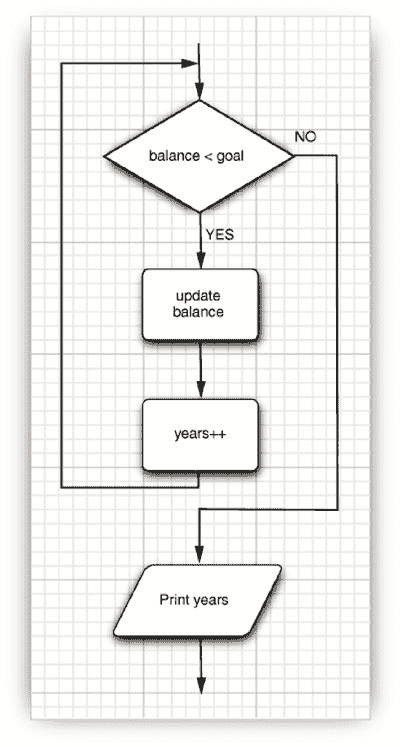 balance < goal
NO
YES
update
balance
years++
Print years